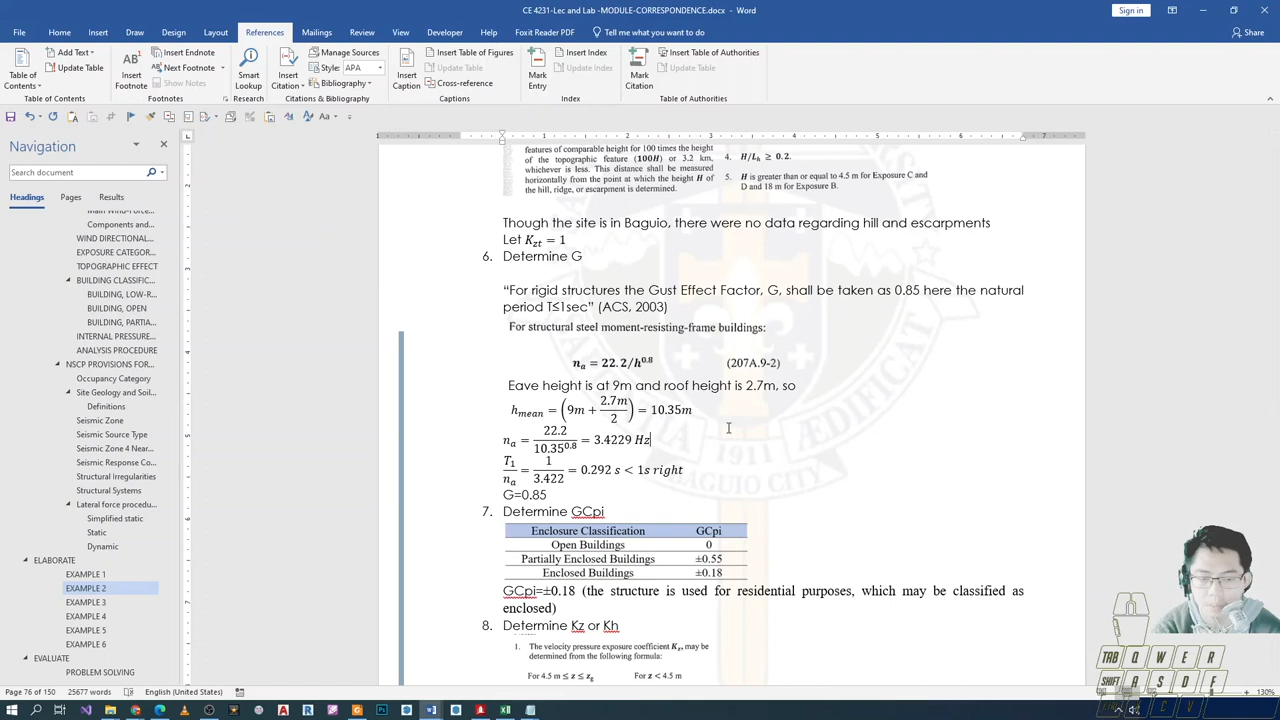 CE 4231-Lec and Lab -MODULE-CORRESPONDENCE.docx - Word
Sign in
File Home Insert Draw Design Layout References Mailings Review View Developer Foxit Reader PDF Tell me what you want to do Share
Table of Contents
Add Text
Update Table
Table of Contents
Insert Footnote
Insert Endnote
Next Footnote
Show Notes
Footnotes
Smart Lookup
Research
Insert Citation
Manage Sources
Style: APA
Bibliography
Citations & Bibliography
Insert Caption
Insert Table of Figures
Update Table
Cross-reference
Captions
Mark Entry
Insert Index
Update Index
Index
Mark Citation
Insert Table of Authorities
Update Table
Table of Authorities
Navigation
Search document
Headings Pages Results
Main Wind-Force...
Components and...
WIND DIRECTIONAL...
EXPOSURE CATEGOR...
TOPOGRAPHIC EFFECT
BUILDING CLASSIFIC...
BUILDING, LOW-R...
BUILDING, OPEN
BUILDING, PARTIA...
INTERNAL PRESSURE...
ANALYSIS PROCEDURE
NSCP PROVISIONS FO...
Occupancy Category
Site Geology and Soil...
Definitions
Seismic Zone
Seismic Source Type
Seismic Zone 4 Near...
Seismic Response Co...
Structural Irregularities
Structural Systems
Lateral force procedu...
Simplified static
Static
Dynamic
ELABORATE
EXAMPLE 1
EXAMPLE 2
EXAMPLE 3
EXAMPLE 4
EXAMPLE 5
EXAMPLE 6
EVALUATE
PROBLEM SOLVING
features of comparable height for 100 times the height
of the topographic feature (100H) or 3.2 km,
whichever is less. This distance shall be measured
horizontally from the point at which the height H of
the hill, ridge, or escarpment is determined.
4. H/Lh ≥ 0.2.
5. H is greater than or equal to 4.5 m for Exposure C and
D and 18 m for Exposure B.
Though the site is in Baguio, there were no data regarding hill and escarpments
Let Kzt = 1
6. Determine G
“For rigid structures the Gust Effect Factor, G, shall be taken as 0.85 here the natural
period T≤1sec” (ACS, 2003)
For structural steel moment-resisting-frame buildings:
na = 22.2/h^0.8 (207A.9-2)
Eave height is at 9m and roof height is 2.7m, so
hmean = (9m + 2.7m/2) = 10.35m
na = 22.2/10.35^0.8 = 3.4229 Hz
T1/na = 1/3.422 = 0.292 s < 1s right
G=0.85
7. Determine GCpi
Enclosure Classification GCpi
Open Buildings 0
Partially Enclosed Buildings ±0.55
Enclosed Buildings ±0.18
GCpi=±0.18 (the structure is used for residential purposes, which may be classified as
enclosed)
8. Determine Kz or Kh
1. The velocity pressure exposure coefficient Kz, may be
determined from the following formula:
For 4.5 m ≤ z ≤ zg For z < 4.5 m
1911
BAGUIO CITY
TAB Q W E R
SHIFT A S D F
Page 76 of 150 25677 words English (United States) 130%